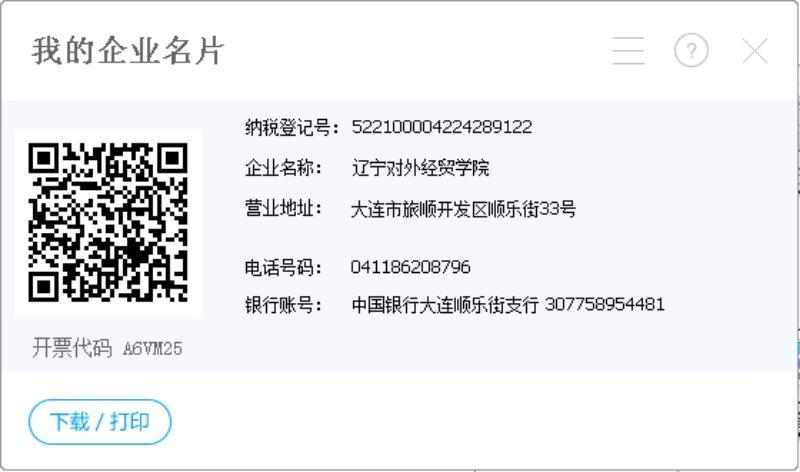 我的企业名片
纳税登记号：522100004224289122
企业名称：辽宁对外经贸学院
营业地址：大连市旅顺开发区顺乐街33号
电话号码：041186208796
银行账号：中国银行大连顺乐街支行 307758954481
开票代码 A6VM25
下载 / 打印